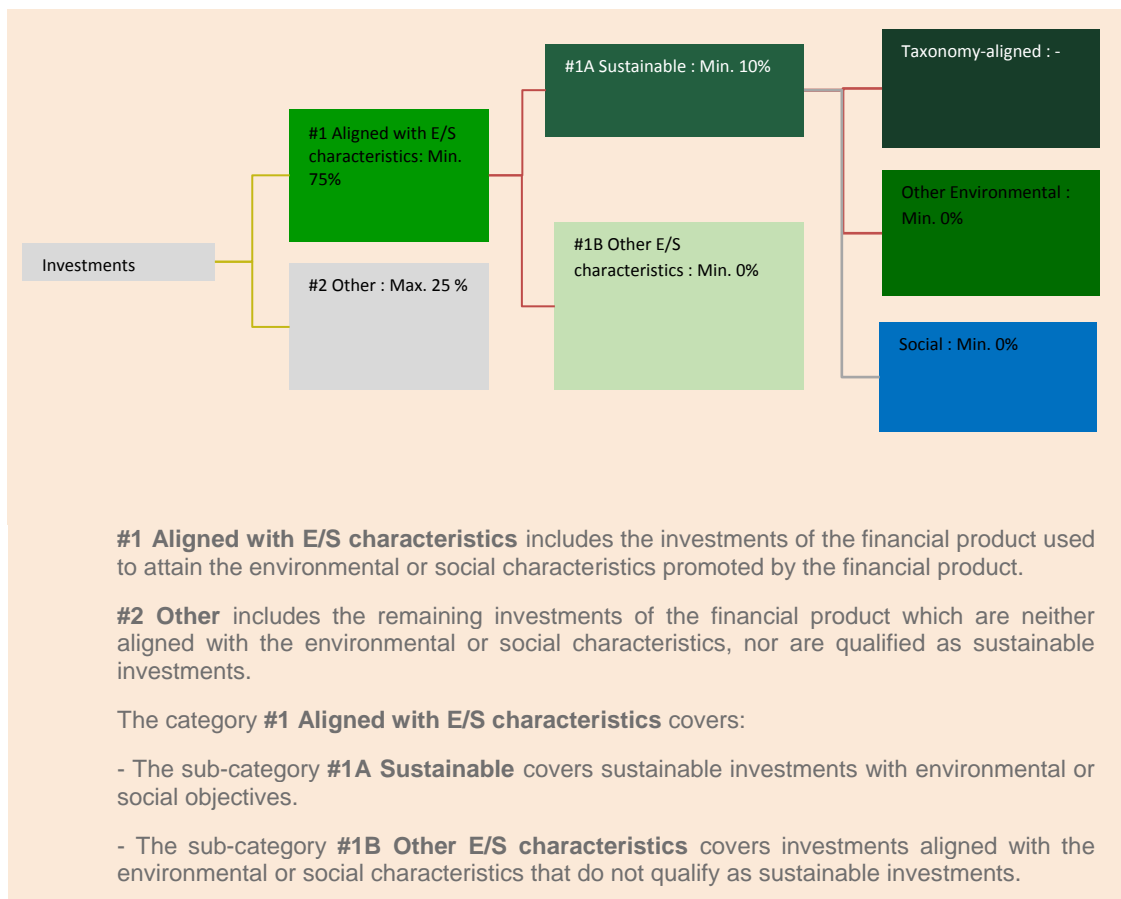 Investments
#1 Aligned with E/S
characteristics: Min.
75%
#2 Other : Max. 25 %
#1A Sustainable : Min. 10%
#1B Other E/S
characteristics : Min. 0%
Taxonomy-aligned : -
Other Environmental :
Min. 0%
Social : Min. 0%
#1 Aligned with E/S characteristics includes the investments of the financial product used
to attain the environmental or social characteristics promoted by the financial product.
#2 Other includes the remaining investments of the financial product which are neither
aligned with the environmental or social characteristics, nor are qualified as sustainable
investments.
The category #1 Aligned with E/S characteristics covers:
- The sub-category #1A Sustainable covers sustainable investments with environmental or
social objectives.
- The sub-category #1B Other E/S characteristics covers investments aligned with the
environmental or social characteristics that do not qualify as sustainable investments.